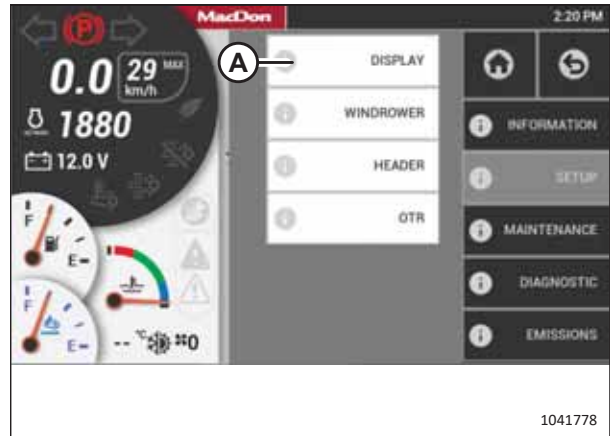 MacDon
2:20 PM
P
0.0 29 MAX
km/h
1880
12.0 V
F
E
F
E
-- °C 0
A
DISPLAY
WINDROWER
HEADER
OTR
INFORMATION
SETUP
MAINTENANCE
DIAGNOSTIC
EMISSIONS
1041778